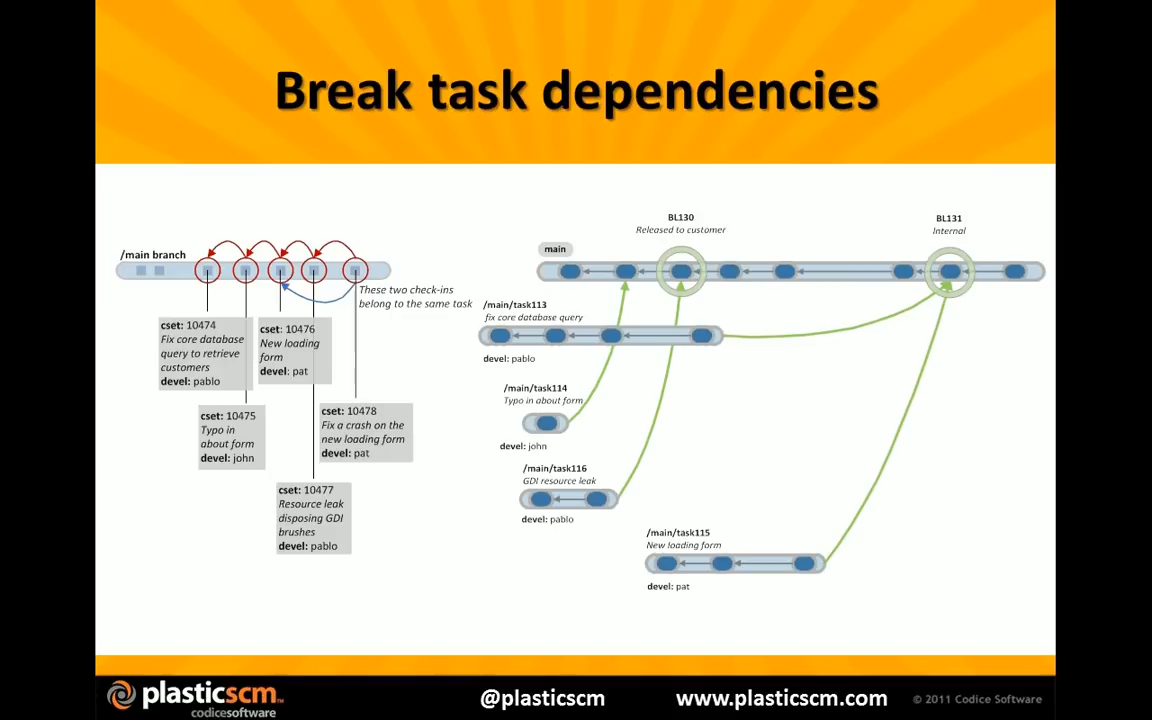 Break task dependencies
/main branch
These two check-ins
belong to the same task
cset: 10474
Fix core database
query to retrieve
customers
devel: pablo
cset: 10476
New loading
form
devel: pat
cset: 10475
Typo in
about form
devel: john
cset: 10478
Fix a crash on the
new loading form
devel: pat
cset: 10477
Resource leak
disposing GDI
brushes
devel: pablo
BL130
Released to customer
BL131
Internal
main
/main/task113
fix core database query
devel: pablo
/main/task114
Typo in about form
devel: john
/main/task116
GDI resource leak
devel: pablo
/main/task115
New loading form
devel: pat
plasticscm™
codicesoftware
@plasticscm
www.plasticscm.com
© 2011 Codice Software